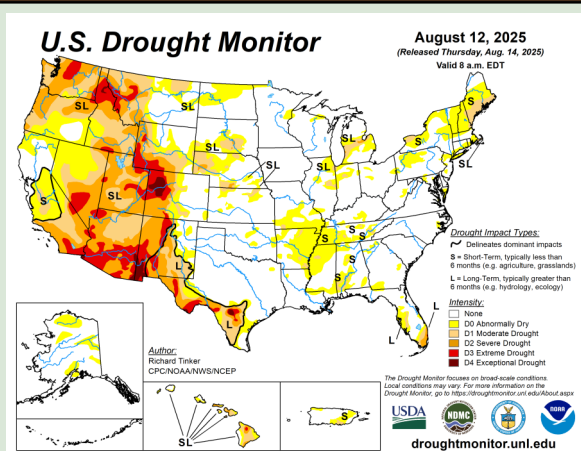 U.S. Drought Monitor
August 12, 2025
(Released Thursday, Aug. 14, 2025)
Valid 8 a.m. EDT
SL
SL
S
SL
S
SL
SL
SL
SL
SL
S
SL
S
S
S
S
L
L
L
L
Drought Impact Types:
Delineates dominant impacts
S = Short-Term, typically less than
6 months (e.g. agriculture, grasslands)
L = Long-Term, typically greater than
6 months (e.g. hydrology, ecology)
Intensity:
None
D0 Abnormally Dry
D1 Moderate Drought
D2 Severe Drought
D3 Extreme Drought
D4 Exceptional Drought
Author:
Richard Tinker
CPC/NOAA/NWS/NCEP
SL
S
The Drought Monitor focuses on broad-scale conditions.
Local conditions may vary. For more information on the
Drought Monitor, go to https://droughtmonitor.unl.edu/About.aspx
USDA
NDMC
NOAA
droughtmonitor.unl.edu